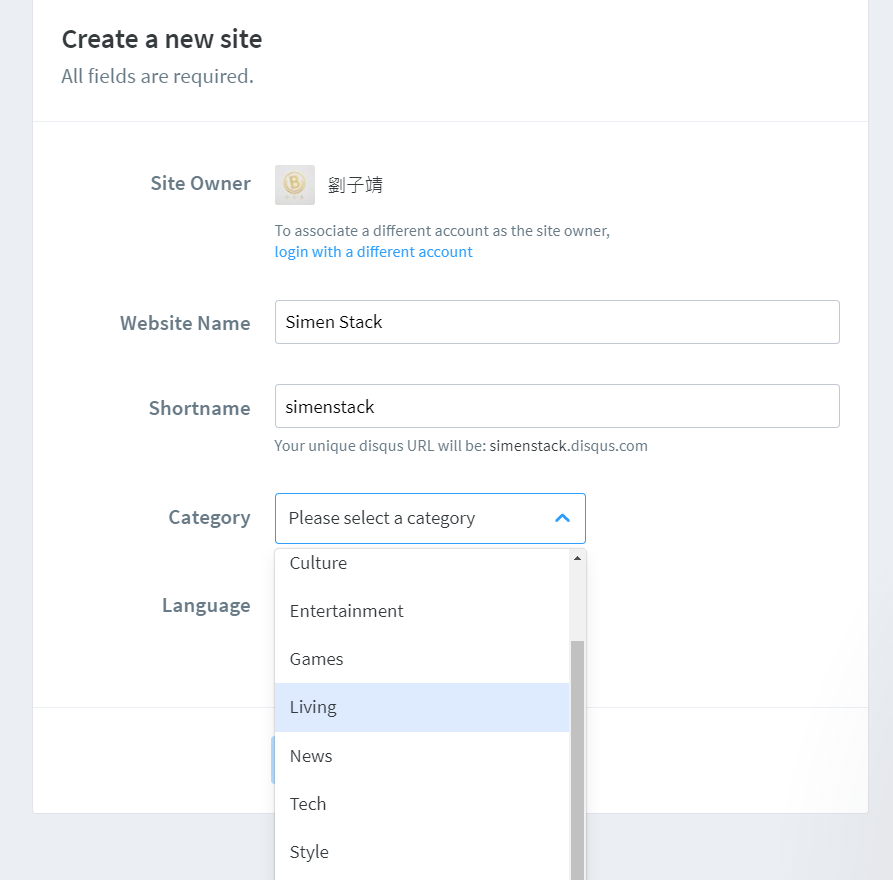 Create a new site
All fields are required.
Site Owner
劉子靖
To associate a different account as the site owner,
login with a different account
Website Name
Simen Stack
Shortname
simenstack
Your unique disqus URL will be: simenstack.disqus.com
Category
Please select a category
Culture
Entertainment
Games
Living
News
Tech
Style
Language